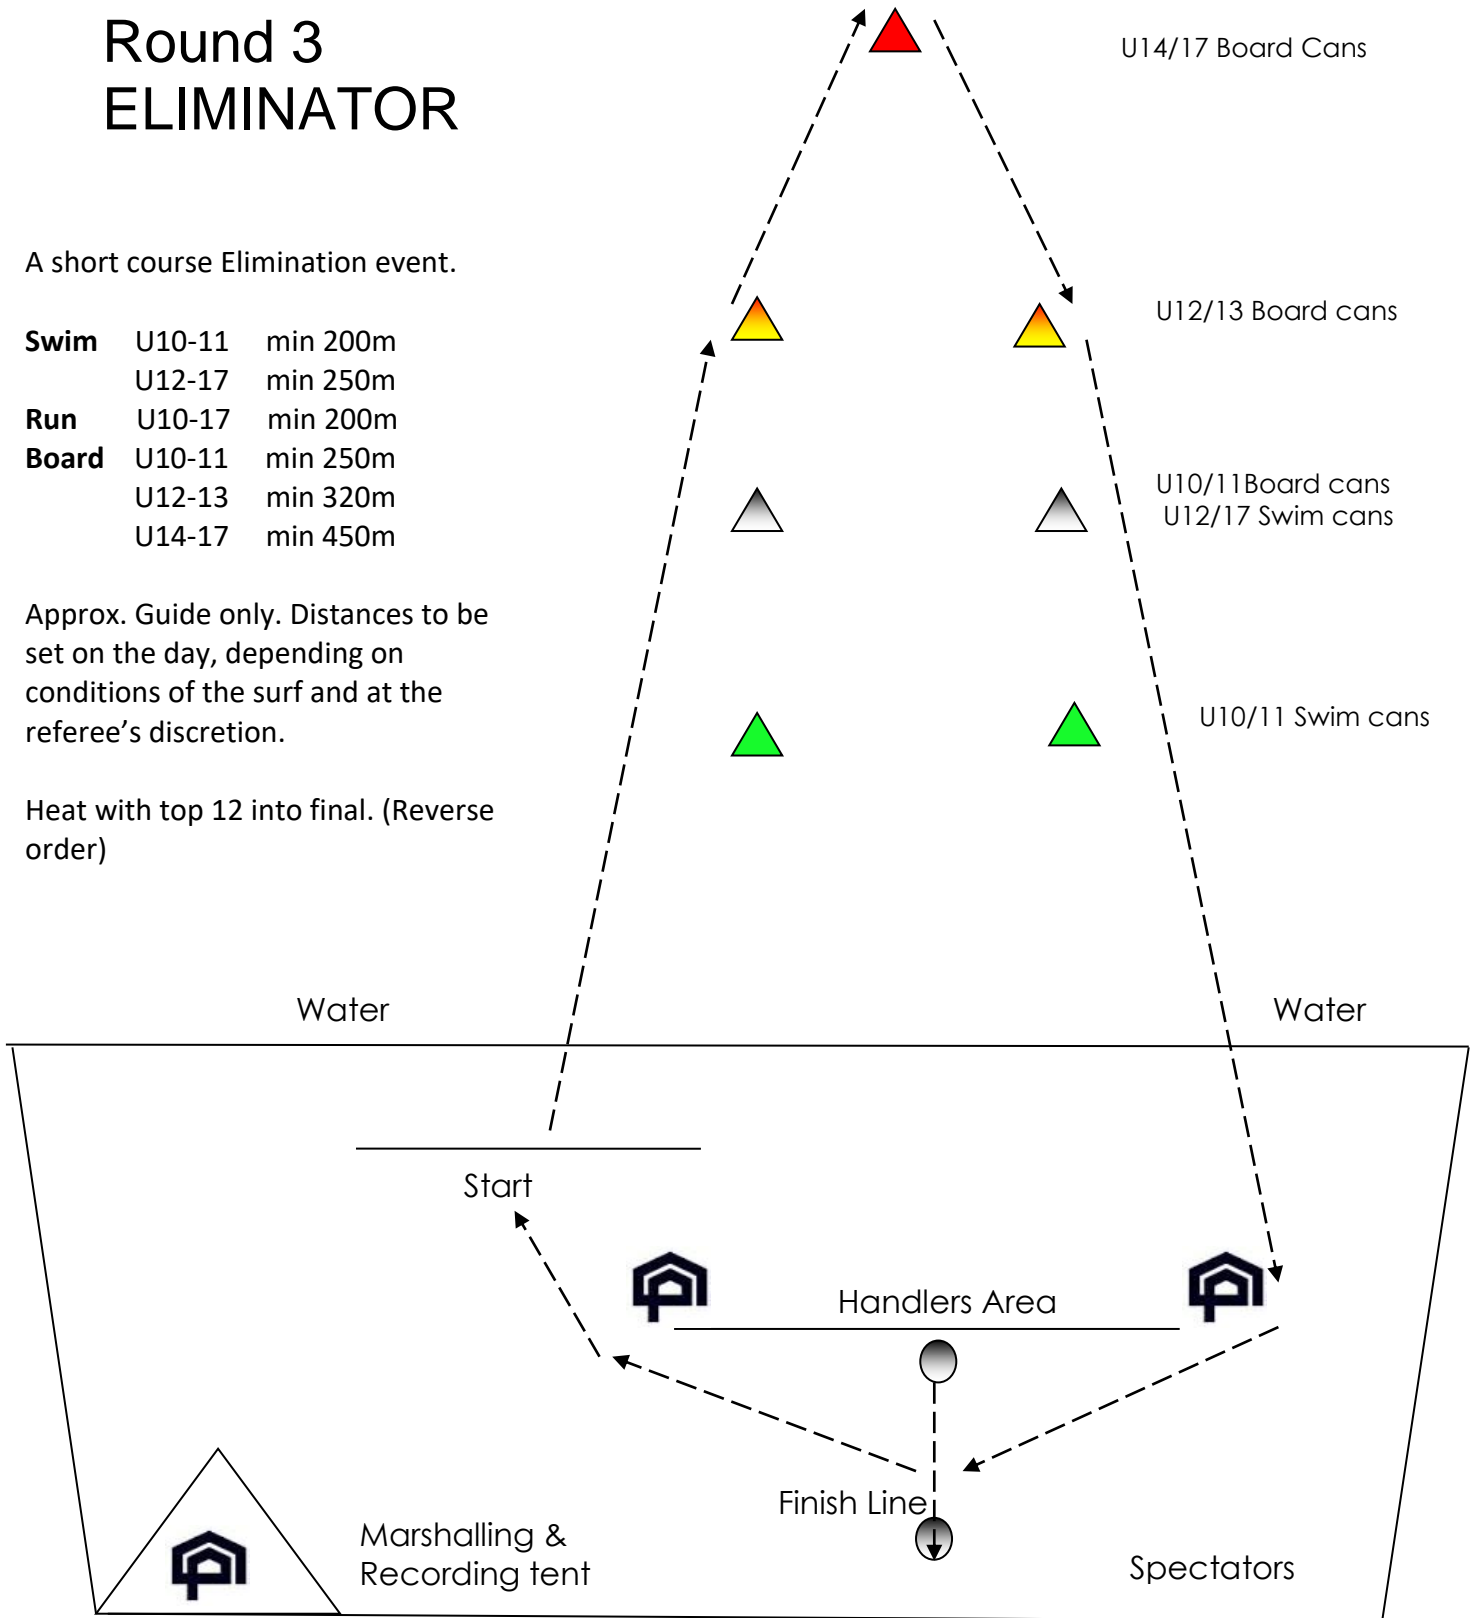 Round 3
ELIMINATOR
U14/17 Board Cans
A short course Elimination event.
U12/13 Board cans
Swim U10-11 min 200m
U12-17 min 250m
Run U10-17 min 200m
Board U10-11 min 250m
U12-13 min 320m
U14-17 min 450m
U10/11Board cans
U12/17 Swim cans
Approx. Guide only. Distances to be
set on the day, depending on
conditions of the surf and at the
referee’s discretion.
U10/11 Swim cans
Heat with top 12 into final. (Reverse
order)
Water
Water
Start
Handlers Area
Finish Line
Marshalling &
Recording tent
Spectators